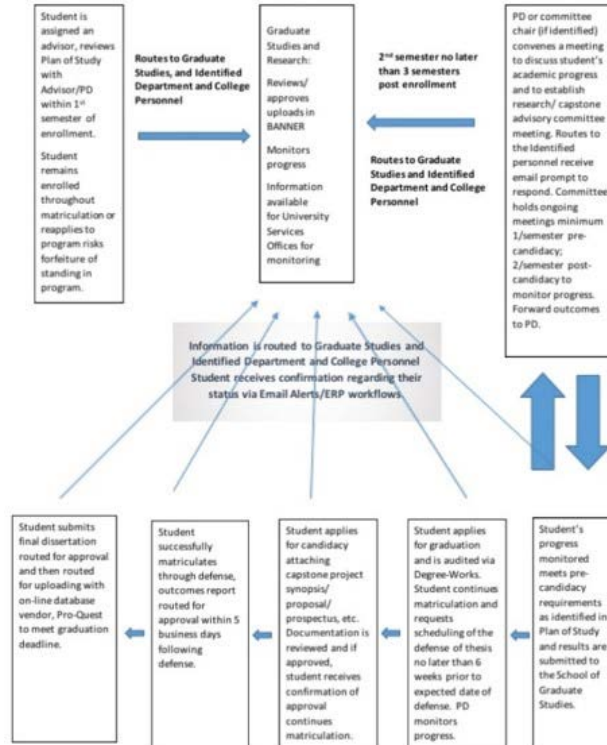 Student is
assigned an
advisor, reviews
Plan of Study
with
Advisor/PD
within 1st
semester of
enrollment.
Student
remains
enrolled
throughout
matriculation or
reapplies to
program risks
forfeiture of
standing in
program.
Routes to Graduate
Studies, and Identified
Department and College
Personnel
Graduate
Studies and
Research:
Reviews/
approves
uploads in
BANNER
Monitors
progress
Information
available
for University
Services
Offices for
monitoring
2nd semester no later
than 3 semesters
post enrollment
Routes to Graduate
Studies and Identified
Department and College
Personnel
PD or committee
chair (if identified)
convenes a meeting
to discuss student's
academic progress
and to establish
research/ capstone
advisory committee
meeting. Routes to
the Identified
personnel receive
email prompt to
respond. Committee
holds ongoing
meetings minimum
1/semester pre-
candidacy;
2/semester post-
candidacy to
monitor progress.
Forward outcomes
to PD.
Information is routed to Graduate Studies and
Identified Department and College Personnel
Student receives confirmation regarding their
status via Email Alerts/ERP workflows
Student submits
final dissertation
routed for approval
and then routed
for uploading with
on-line database
vendor, Pro-Quest
to meet graduation
deadline.
Student
successfully
matriculates
through defense,
outcomes report
routed for
approval within 5
business days
following
defense.
Student applies
for candidacy
attaching
capstone project
synopsis/
proposal/
prospectus, etc.
Documentation is
reviewed and if
approved,
student receives
confirmation of
approval
continues
matriculation.
Student applies
for graduation
and is audited via
Degree-Works.
Student continues
matriculation and
requests
scheduling of the
defense of thesis
no later than 6
weeks prior to
expected date of
defense. PD
monitors
progress.
Student's
progress
monitored
meets pre-
candidacy
requirements
as identified in
Plan of Study
and results are
submitted to
the School of
Graduate
Studies.